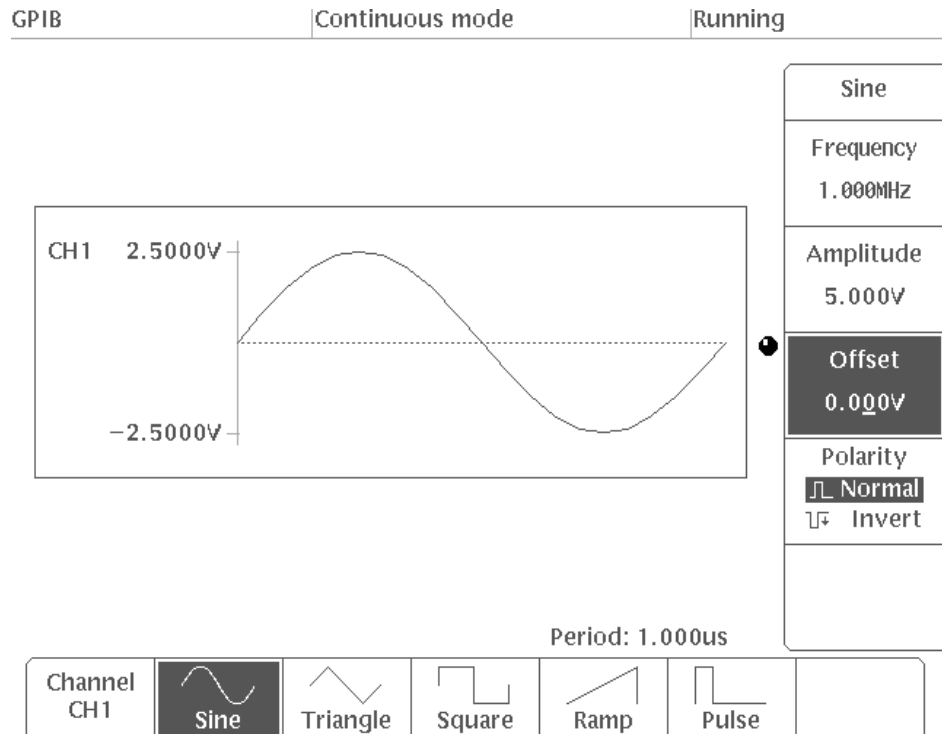 GPIB Continuous mode Running
Sine
Frequency
1.000MHz
Amplitude
5.000V
Offset
0.000V
Polarity
Normal
Invert
CH1 2.5000V
−2.5000V
Period: 1.000us
Channel
CH1
Sine
Triangle
Square
Ramp
Pulse